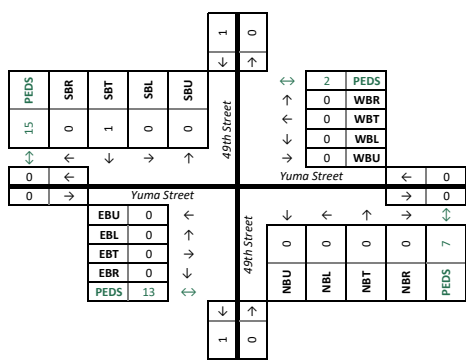 1 0
↓ ↑
PEDS SBR SBT SBL SBU
15 0 1 0 0
↕ ← ↓ → ↑
49th Street
↔ 2 PEDS
↑ 0 WBR
← 0 WBT
↓ 0 WBL
→ 0 WBU
0 ←
0 →
Yuma Street
Yuma Street
← 0
→ 0
EBU 0 ←
EBL 0 ↑
EBT 0 →
EBR 0 ↓
PEDS 13 ↔
49th Street
↓ ← ↑ → ↕
0 0 0 0 7
NBU NBL NBT NBR PEDS
↓ ↑
1 0